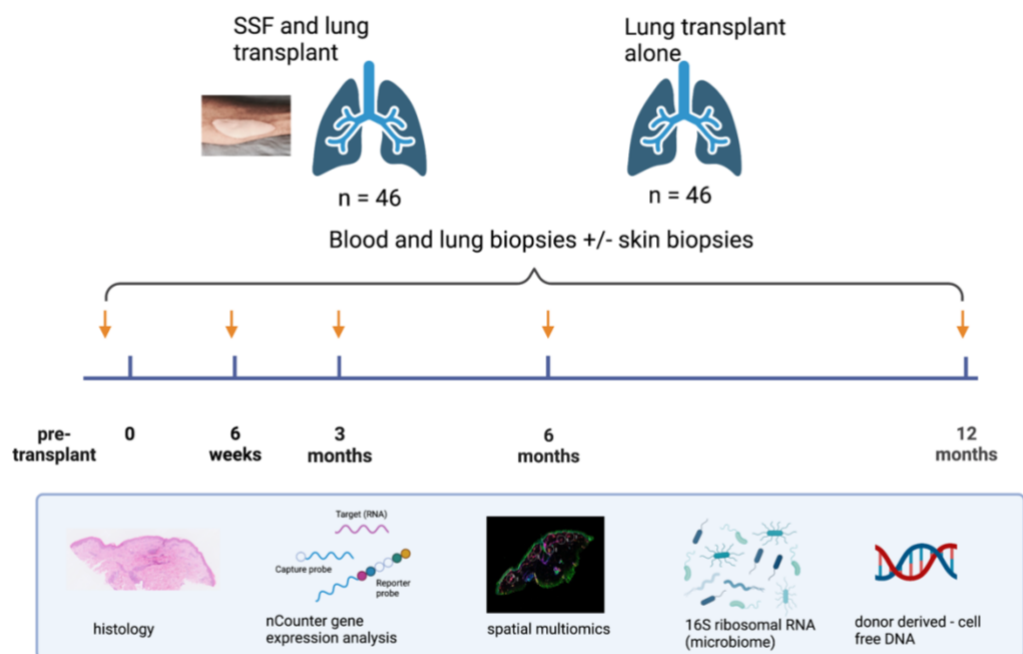 SSF and lung
transplant
Lung transplant
alone
n = 46
n = 46
Blood and lung biopsies +/- skin biopsies
pre-
transplant
0
6
weeks
3
months
6
months
12
months
histology
Target (RNA)
Capture probe
Reporter
probe
nCounter gene
expression analysis
spatial multiomics
16S ribosomal RNA
(microbiome)
donor derived - cell
free DNA